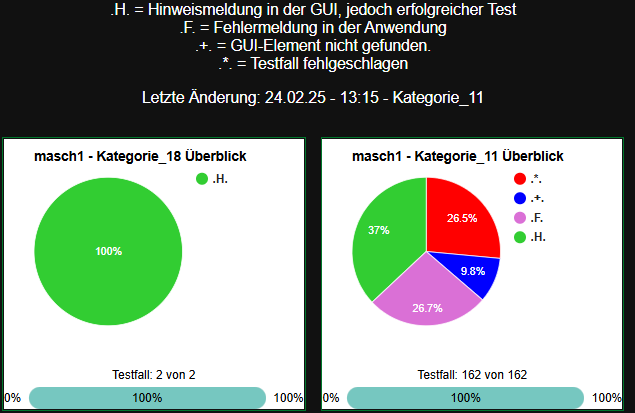 .H. = Hinweismeldung in der GUI, jedoch erfolgreicher Test
.F. = Fehlermeldung in der Anwendung
.+. = GUI-Element nicht gefunden.
.*. = Testfall fehlgeschlagen
Letzte Änderung: 24.02.25 - 13:15 - Kategorie_11
masch1 - Kategorie_18 Überblick
.H.
100%
Testfall: 2 von 2
0% 100% 100%
masch1 - Kategorie_11 Überblick
.*.
.+.
.F.
.H.
26.5%
37%
9.8%
26.7%
Testfall: 162 von 162
0% 100% 100%